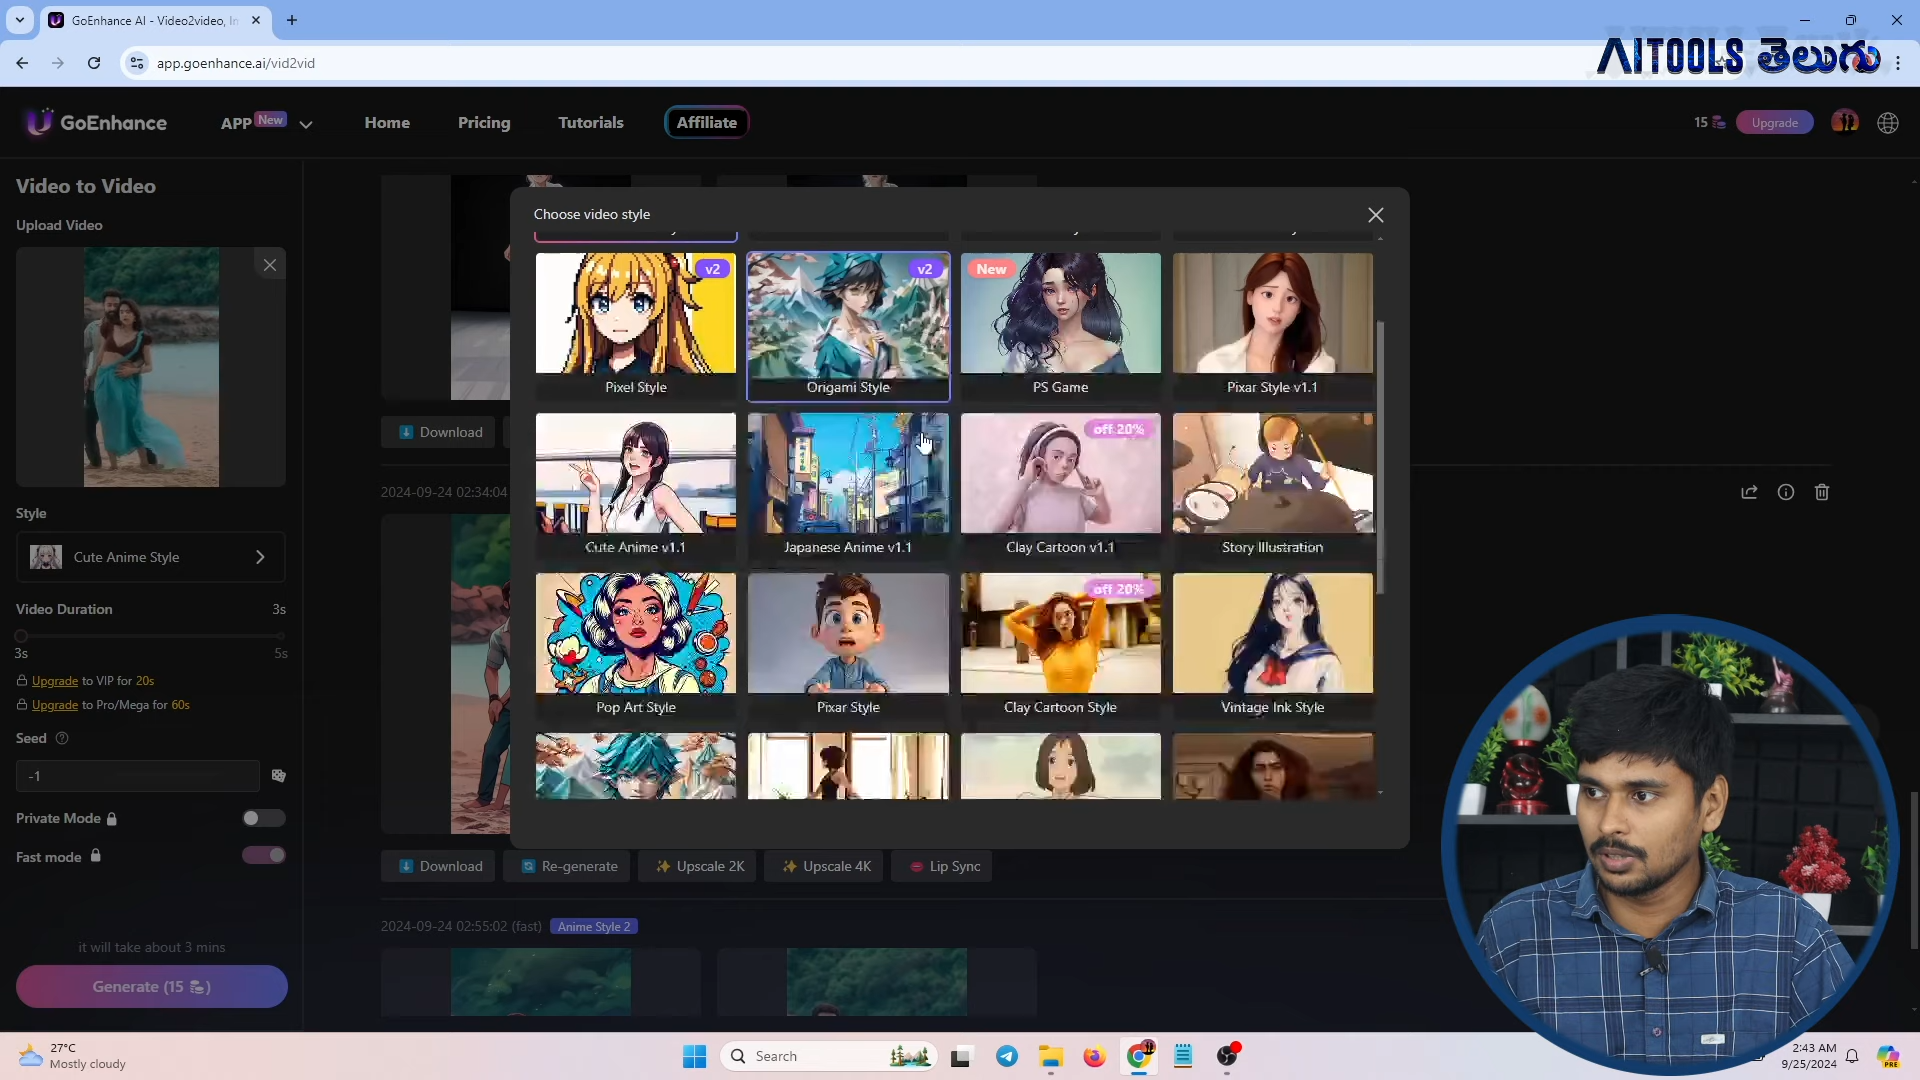 GoEnhance AI - Video2video, In
app.goenhance.ai/vid2vid
AITOOLS తెలుగు
GoEnhance
APP New
Home
Pricing
Tutorials
Affiliate
15
Upgrade
Video to Video
Upload Video
Style
Cute Anime Style
Video Duration 3s
3s 5s
Upgrade to VIP for 20s
Upgrade to Pro/Mega for 60s
Seed
-1
Private Mode
Fast mode
it will take about 3 mins
Generate (15 )
Choose video style
v2
v2
New
Pixel Style
Origami Style
PS Game
Pixar Style v1.1
off 20%
Cute Anime v1.1
Japanese Anime v1.1
Clay Cartoon v1.1
Story Illustration
off 20%
Pop Art Style
Pixar Style
Clay Cartoon Style
Vintage Ink Style
Download
2024-09-24 02:34:04
Download
Re-generate
Upscale 2K
Upscale 4K
Lip Sync
2024-09-24 02:55:02 (fast) Anime Style 2
27°C
Mostly cloudy
Search
2:43 AM
9/25/2024
PRE